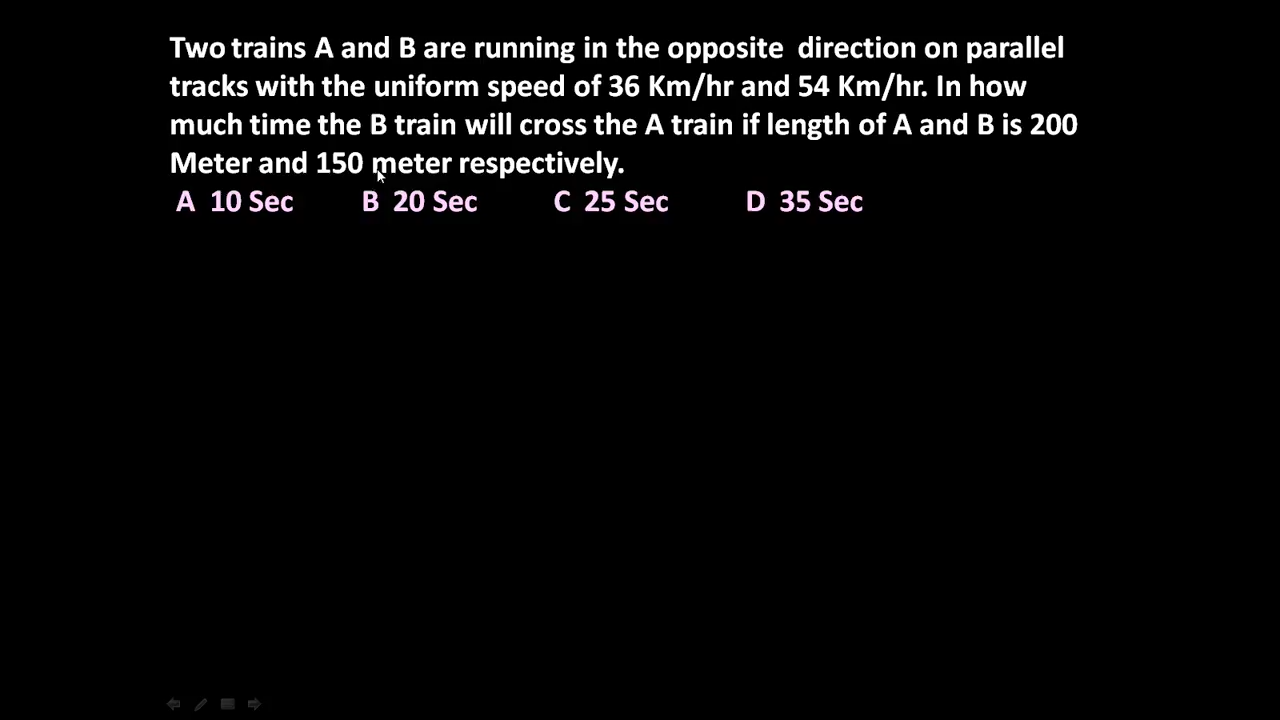 Two trains A and B are running in the opposite direction on parallel
tracks with the uniform speed of 36 Km/hr and 54 Km/hr. In how
much time the B train will cross the A train if length of A and B is 200
Meter and 150 meter respectively.
A 10 Sec B 20 Sec C 25 Sec D 35 Sec